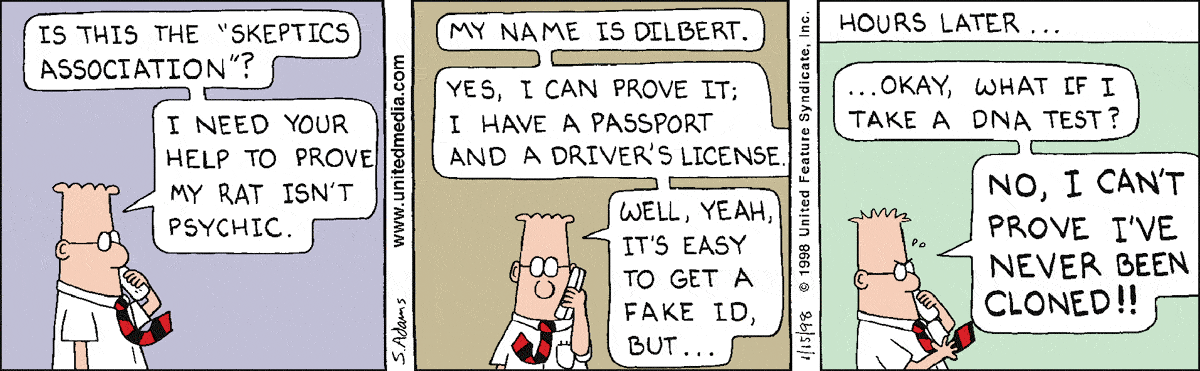 IS THIS THE "SKEPTICS
ASSOCIATION"?
I NEED YOUR
HELP TO PROVE
MY RAT ISN'T
PSYCHIC.
www.unitedmedia.com
S. Adams
MY NAME IS DILBERT.
YES, I CAN PROVE IT;
I HAVE A PASSPORT
AND A DRIVER'S LICENSE.
WELL, YEAH,
IT'S EASY
TO GET A
FAKE ID,
BUT...
1/15/98 © 1998 United Feature Syndicate, Inc.
HOURS LATER...
...OKAY, WHAT IF I
TAKE A DNA TEST?
NO, I CAN'T
PROVE I'VE
NEVER BEEN
CLONED!!